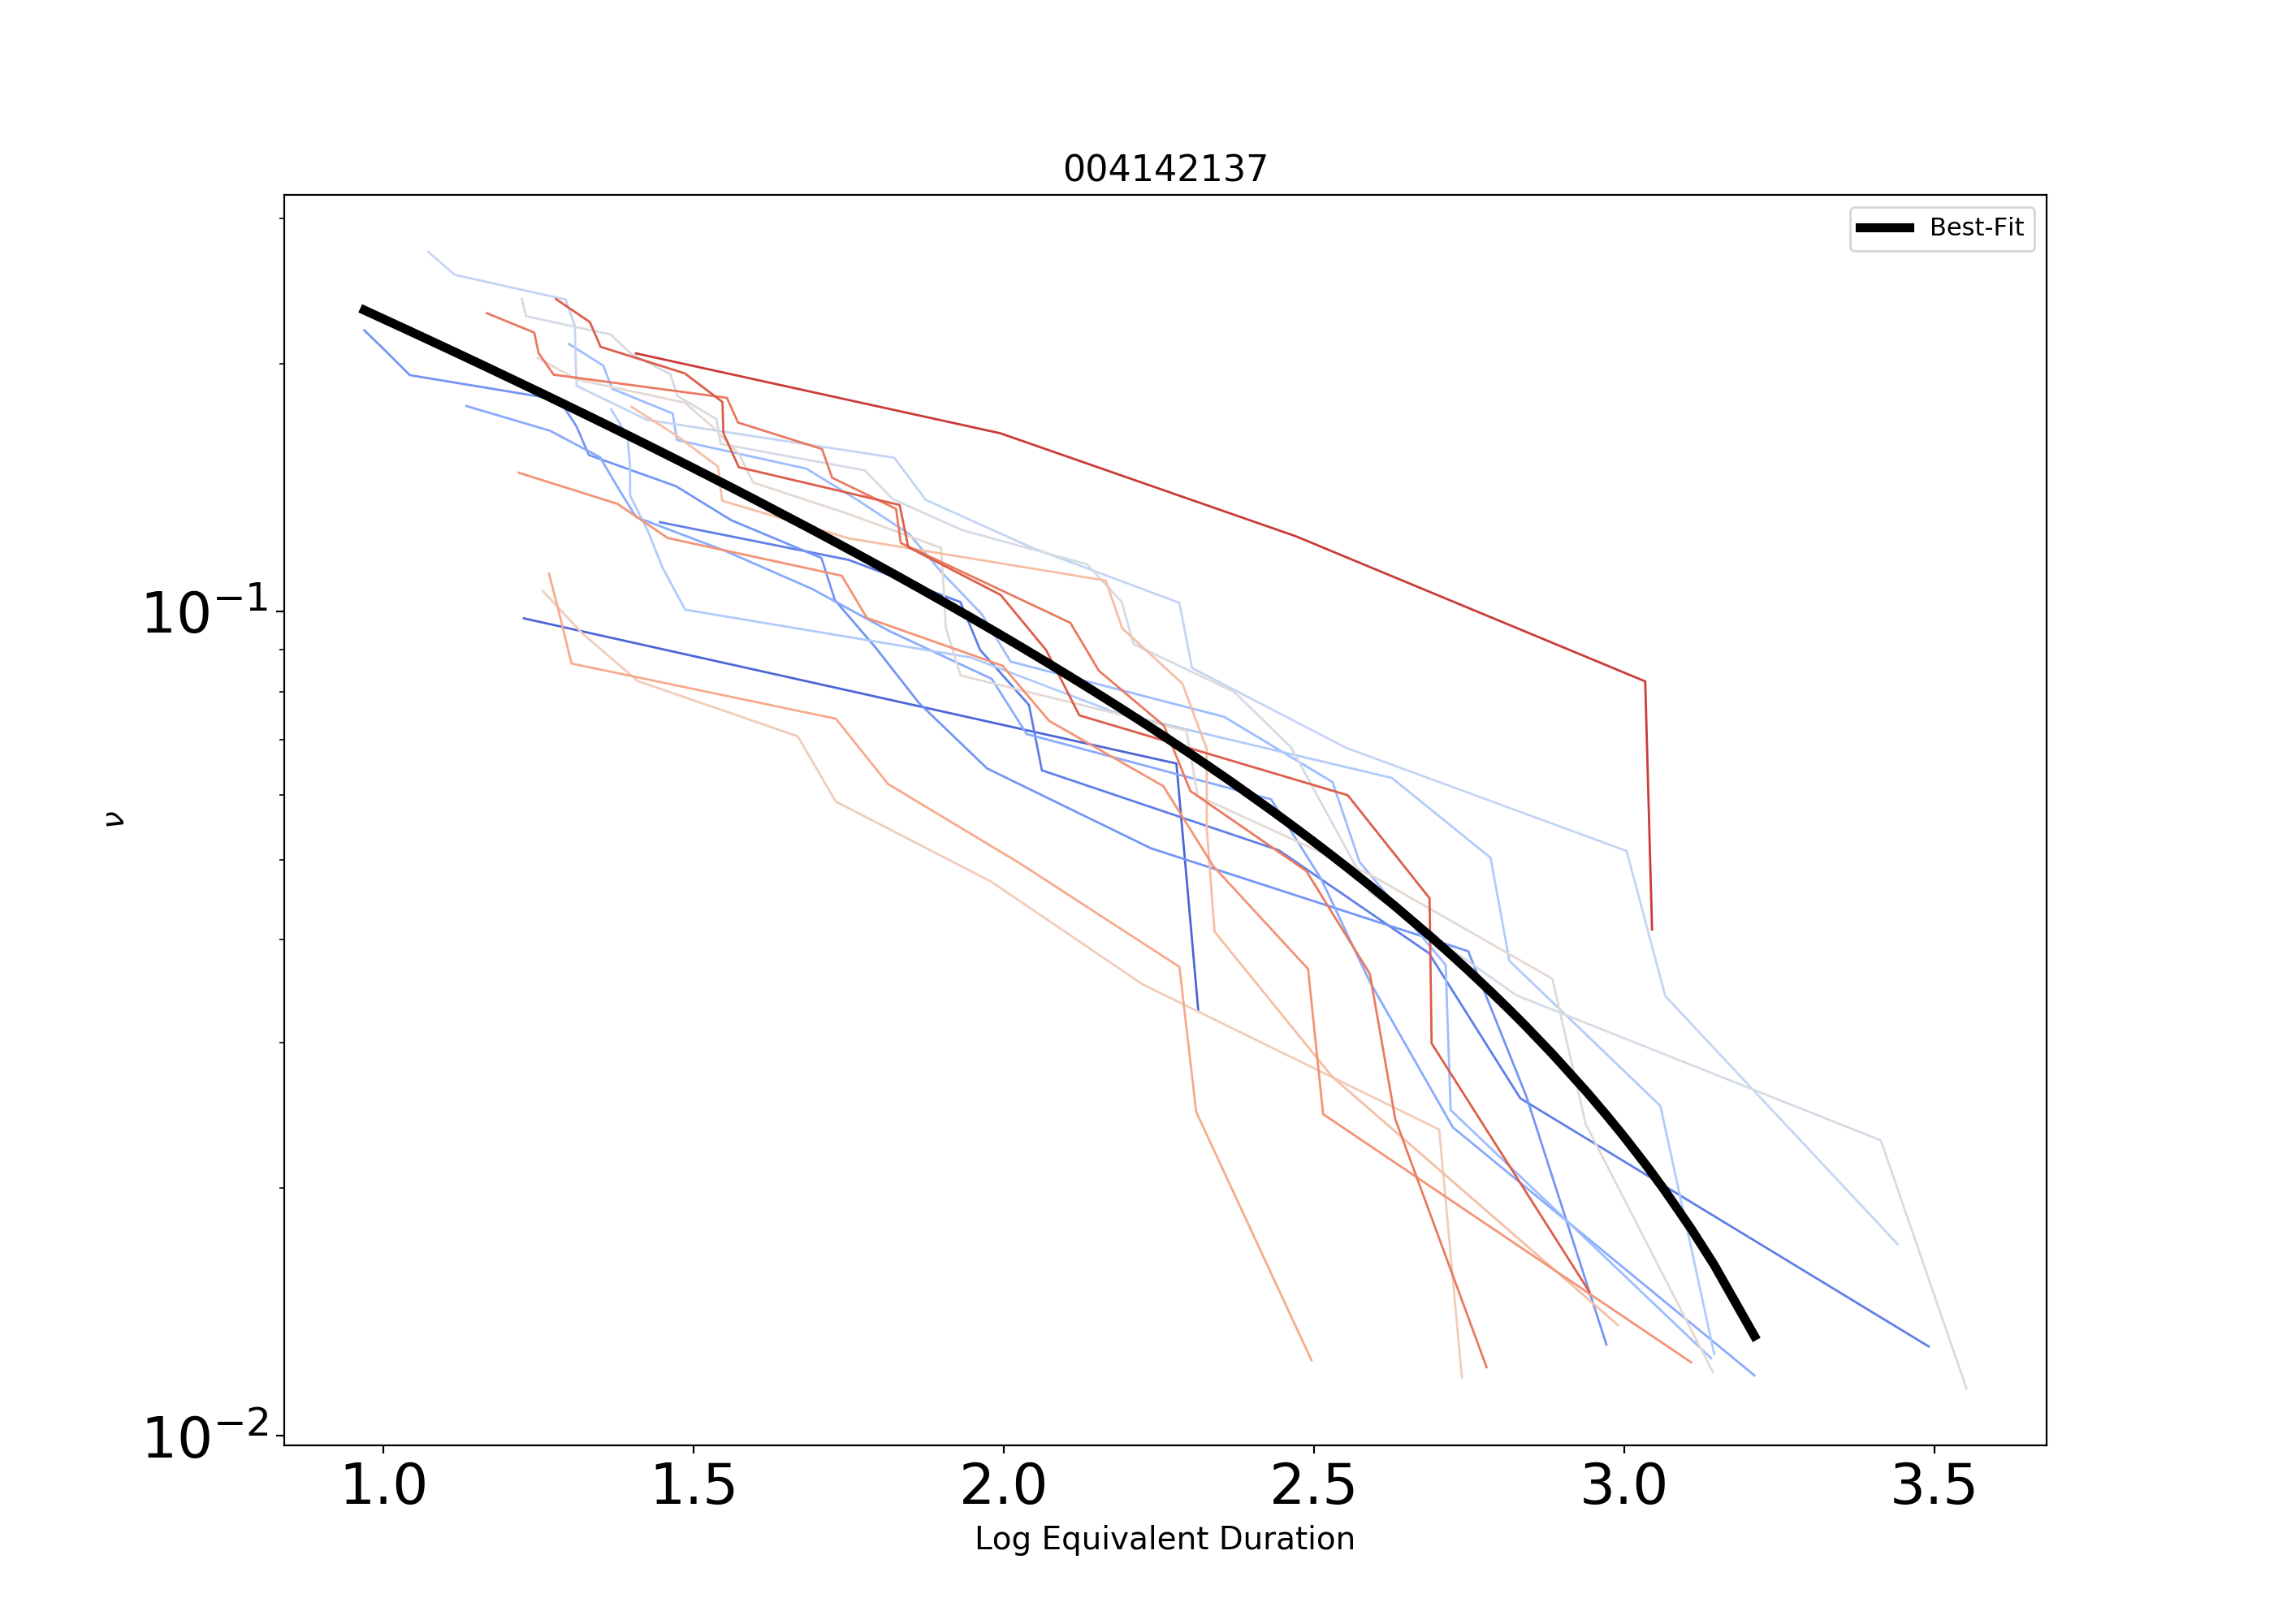 004142137
Best-Fit
10⁻¹
ν
10⁻²
1.0 1.5 2.0 2.5 3.0 3.5
Log Equivalent Duration